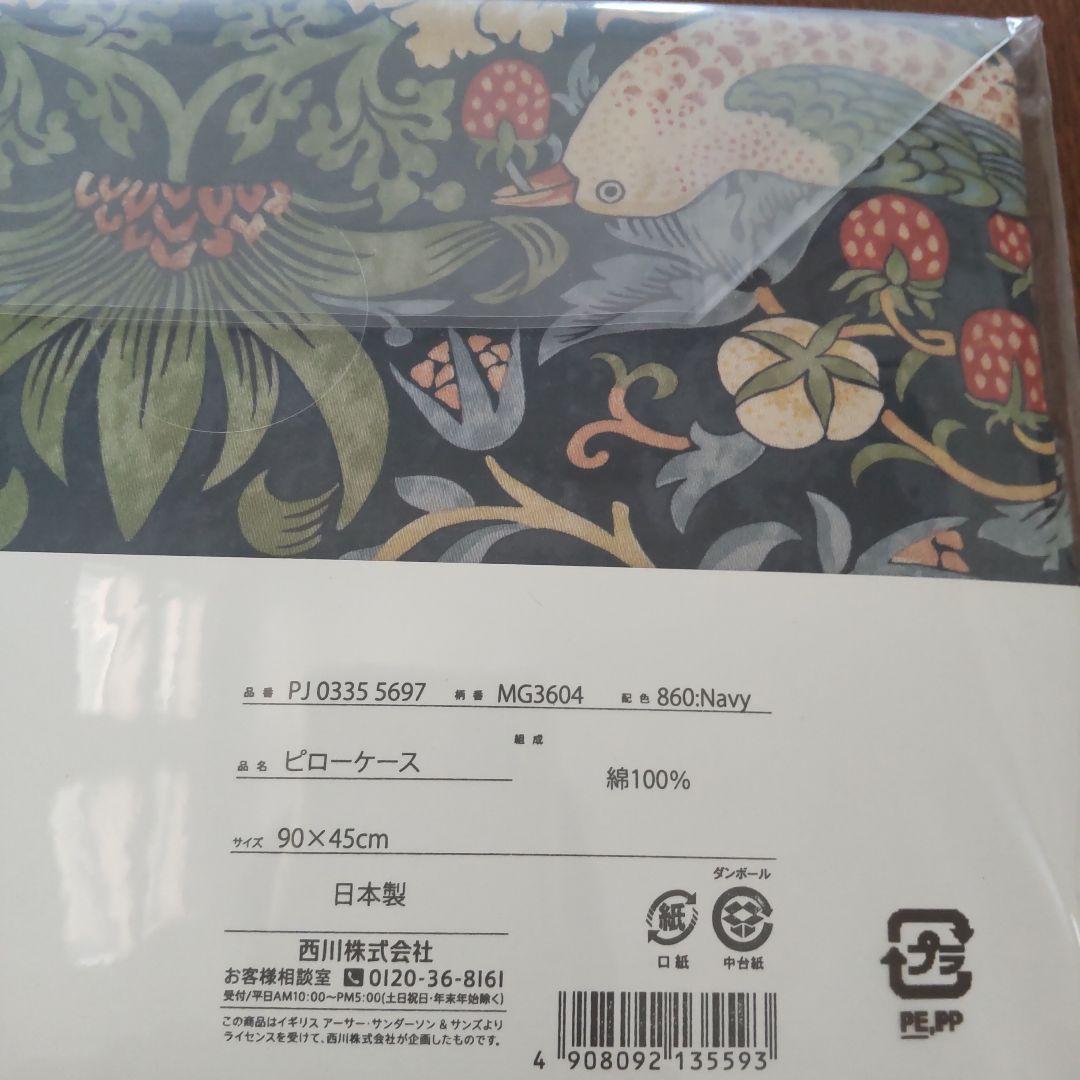 品番 PJ 0335 5697 柄番 MG3604 配色 860:Navy
組成
品名 ピローケース
綿100%
サイズ 90×45cm
日本製
ダンボール
紙
プラ
口紙
中台紙
西川株式会社
お客様相談室 0120-36-8161
受付/平日AM10:00〜PM5:00(土日祝日・年末年始除く)
この商品はイギリス アーサー・サンダーソン & サンズより
ライセンスを受けて、西川株式会社が企画したものです。
PE,PP
4 908092 135593